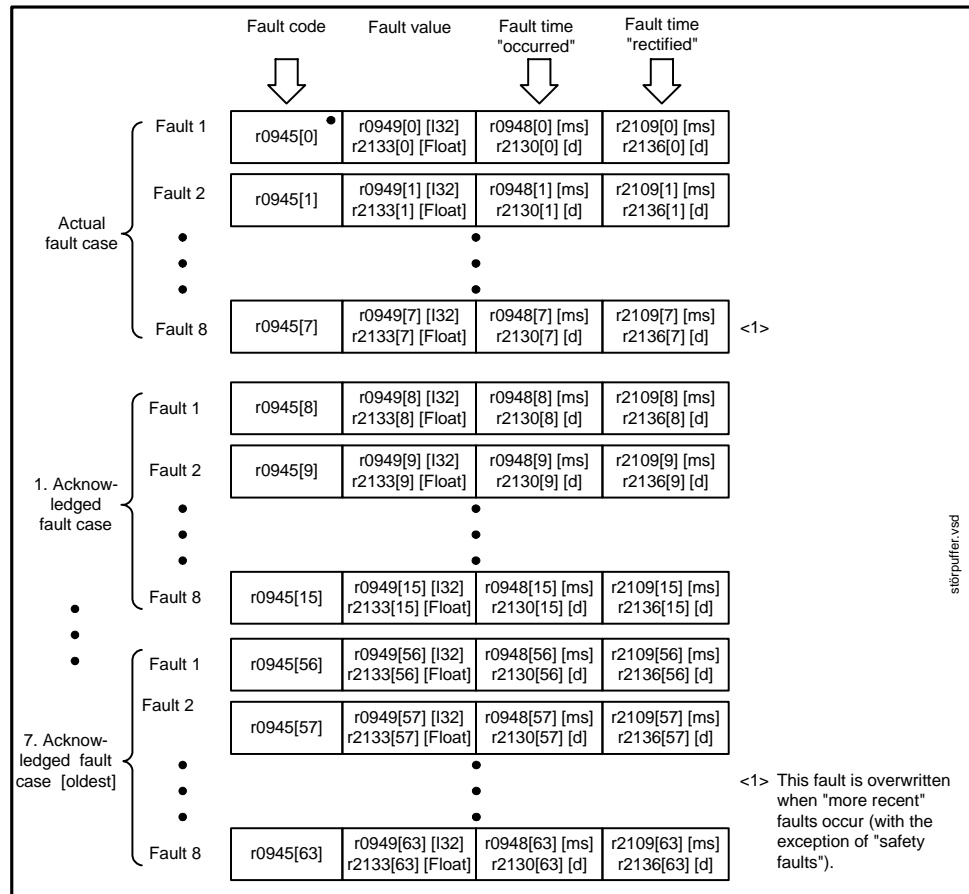 Fault code Fault value Fault time "occurred" Fault time "rectified"
Fault 1 r0945[0] r0949[0] [I32] r0948[0] [ms] r2109[0] [ms]
r2133[0] [Float] r2130[0] [d] r2136[0] [d]
Fault 2 r0945[1] r0949[1] [I32] r0948[1] [ms] r2109[1] [ms]
r2133[1] [Float] r2130[1] [d] r2136[1] [d]
Actual
fault case
Fault 8 r0945[7] r0949[7] [I32] r0948[7] [ms] r2109[7] [ms] <1>
r2133[7] [Float] r2130[7] [d] r2136[7] [d]
Fault 1 r0945[8] r0949[8] [I32] r0948[8] [ms] r2109[8] [ms]
r2133[8] [Float] r2130[8] [d] r2136[8] [d]
Fault 2 r0945[9] r0949[9] [I32] r0948[9] [ms] r2109[9] [ms]
r2133[9] [Float] r2130[9] [d] r2136[9] [d]
1. Acknow-
ledged
fault case
Fault 8 r0945[15] r0949[15] [I32] r0948[15] [ms] r2109[15] [ms]
r2133[15] [Float] r2130[15] [d] r2136[15] [d]
Fault 1 r0945[56] r0949[56] [I32] r0948[56] [ms] r2109[56] [ms]
r2133[56] [Float] r2130[56] [d] r2136[56] [d]
Fault 2 r0945[57] r0949[57] [I32] r0948[57] [ms] r2109[57] [ms]
r2133[57] [Float] r2130[57] [d] r2136[57] [d]
7. Acknow-
ledged fault
case [oldest]
Fault 8 r0945[63] r0949[63] [I32] r0948[63] [ms] r2109[63] [ms]
r2133[63] [Float] r2130[63] [d] r2136[63] [d]
<1> This fault is overwritten
when "more recent"
faults occur (with the
exception of "safety
faults").
störpuffer.vsd